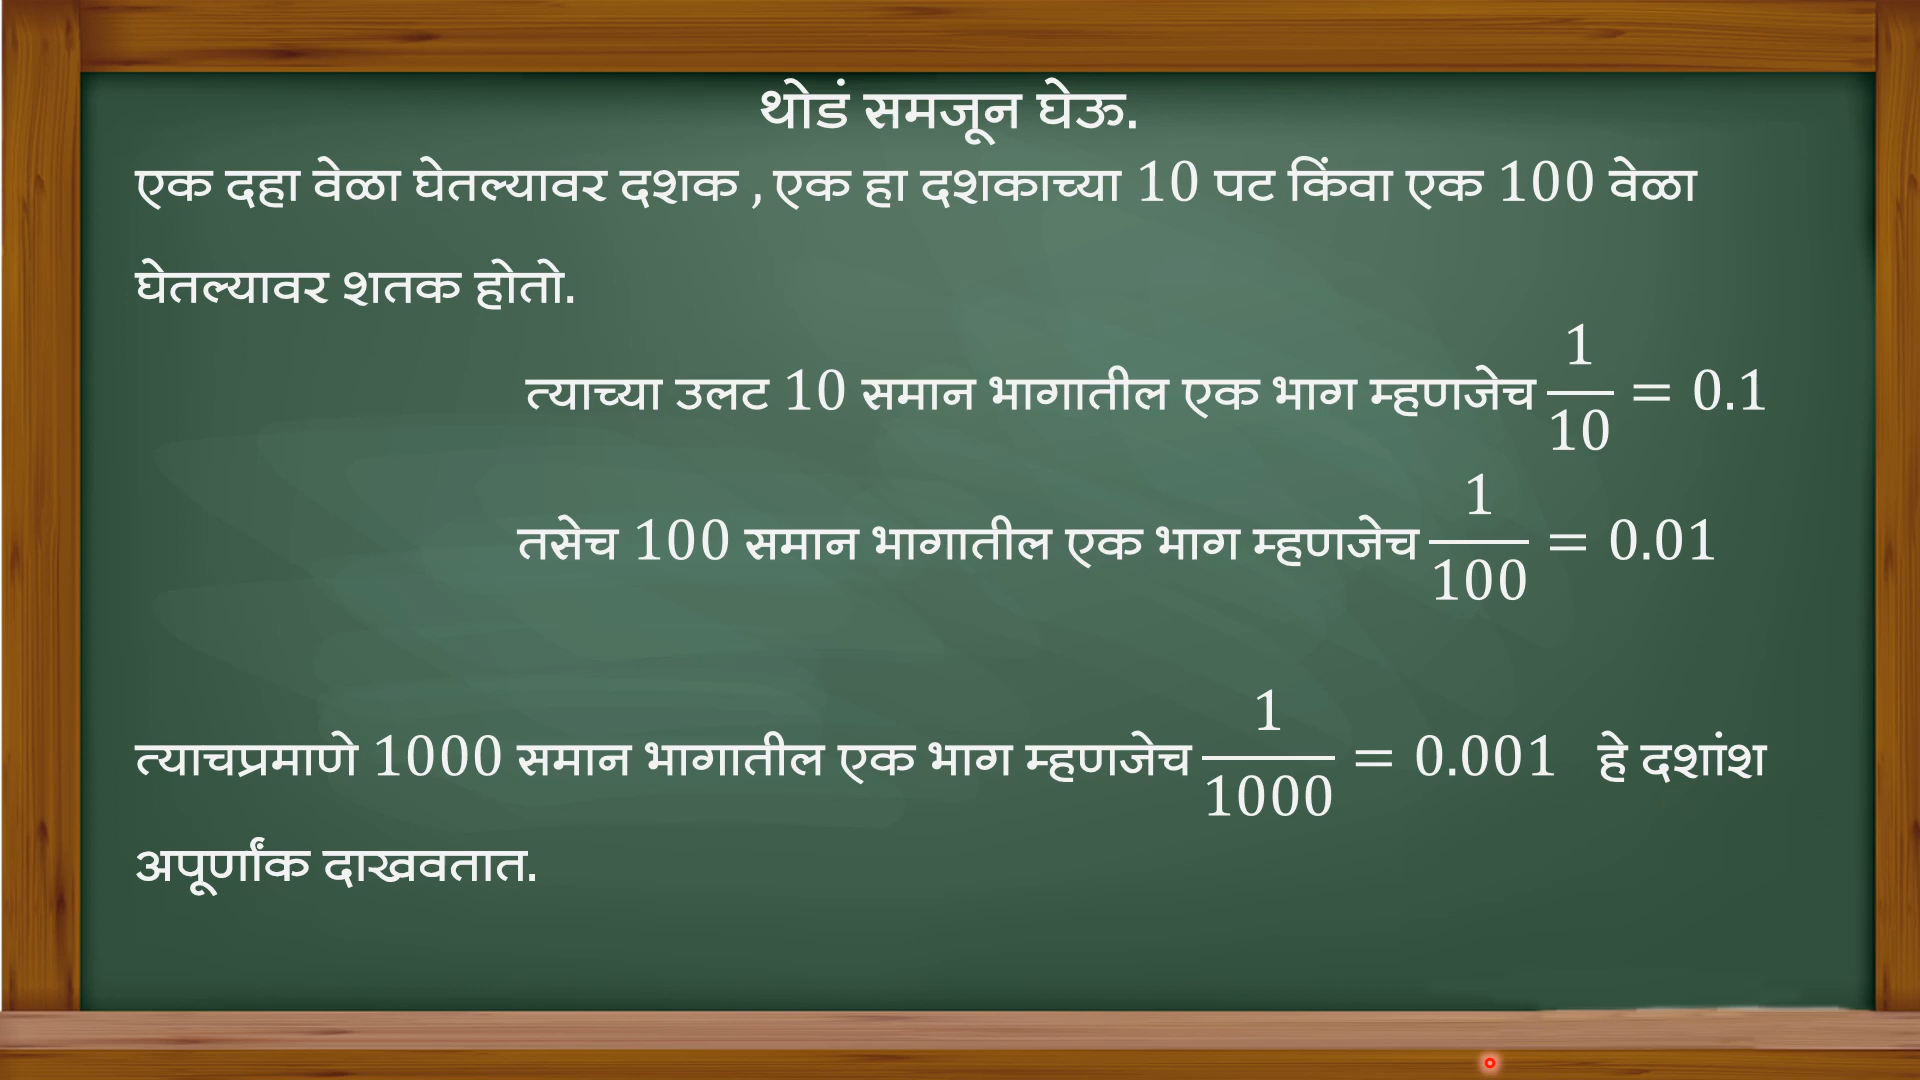 थोडं समजून घेऊ.
एक दहा वेळा घेतल्यावर दशक , एक हा दशकाच्या 10 पट किंवा एक 100 वेळा
घेतल्यावर शतक होतो.
त्याच्या उलट 10 समान भागातील एक भाग म्हणजेच 1/10 = 0.1
तसेच 100 समान भागातील एक भाग म्हणजेच 1/100 = 0.01
त्याचप्रमाणे 1000 समान भागातील एक भाग म्हणजेच 1/1000 = 0.001 हे दशांश
अपूर्णांक दाखवतात.